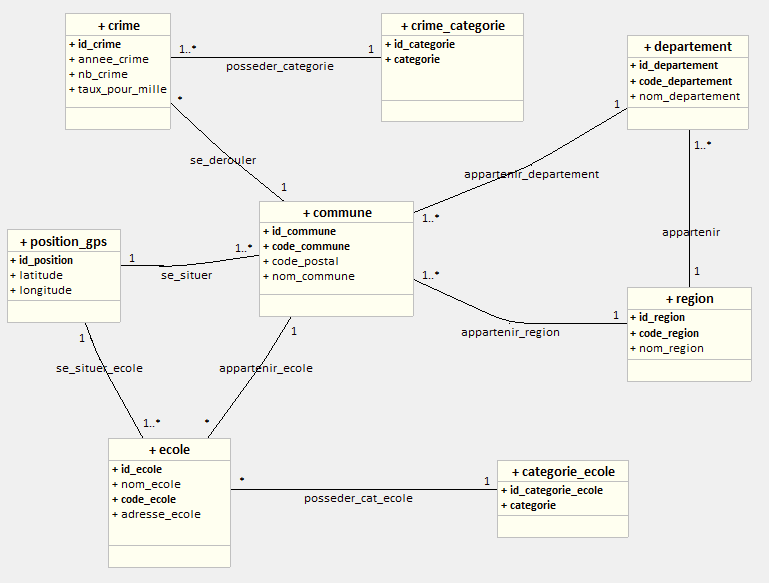 + crime
+ id_crime
+ annee_crime
+ nb_crime
+ taux_pour_mille
1..*
1
posseder_categorie
+ crime_categorie
+ id_categorie
+ categorie
+ departement
+ id_departement
+ code_departement
+ nom_departement
*
se_derouler
1
1
appartenir_departement
1..*
1..*
appartenir
1
+ commune
+ id_commune
+ code_commune
+ code_postal
+ nom_commune
+ position_gps
+ id_position
+ latitude
+ longitude
1
se_situer
1..*
1..*
appartenir_region
1
+ region
+ id_region
+ code_region
+ nom_region
1
se_situer_ecole
1..*
1
appartenir_ecole
*
+ ecole
+ id_ecole
+ nom_ecole
+ code_ecole
+ adresse_ecole
*
posseder_cat_ecole
1
+ categorie_ecole
+ id_categorie_ecole
+ categorie